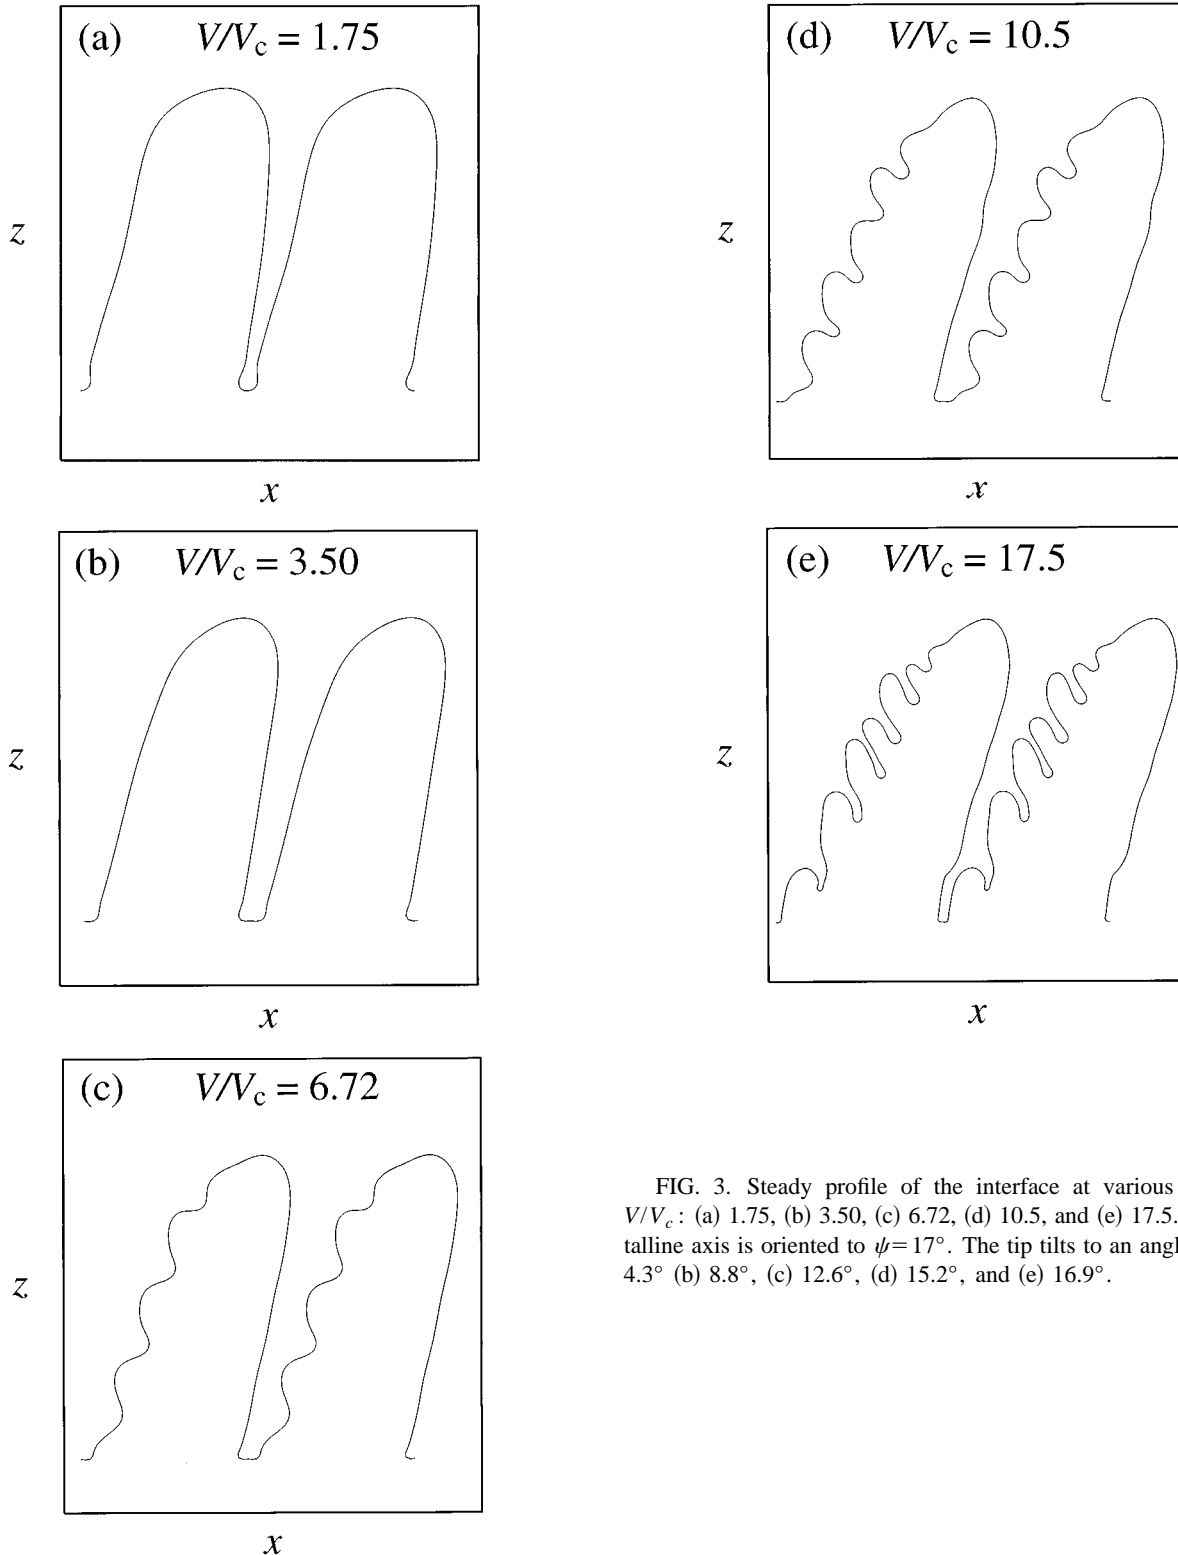 (a) V/Vc = 1.75
z
x
(b) V/Vc = 3.50
z
x
(c) V/Vc = 6.72
z
x
(d) V/Vc = 10.5
z
x
(e) V/Vc = 17.5
z
x
FIG. 3. Steady profile of the interface at various
V/Vc: (a) 1.75, (b) 3.50, (c) 6.72, (d) 10.5, and (e) 17.5.
talline axis is oriented to ψ=17°. The tip tilts to an angl
4.3° (b) 8.8°, (c) 12.6°, (d) 15.2°, and (e) 16.9°.